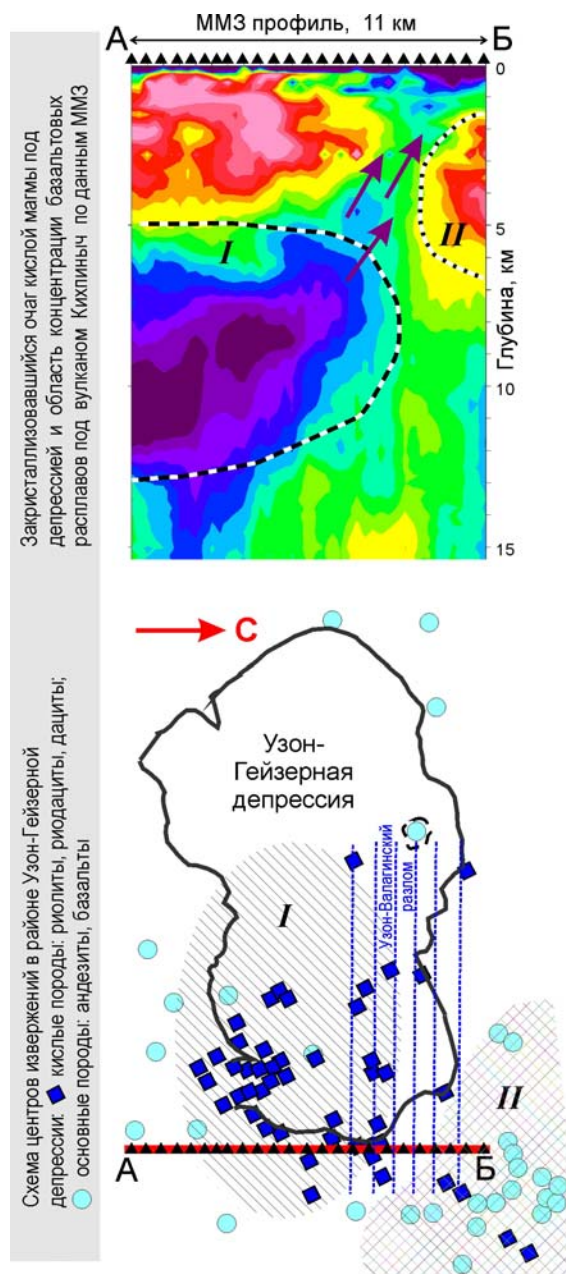 ММЗ профиль, 11 км
А
Б
0
I
II
5
10
15
Глубина, км
Закристаллизовавшийся очаг кислой магмы под
депрессией и область концентрации базальтовых
расплавов под вулканом Кихпиныч по данным ММЗ
С
Узон-
Гейзерная
депрессия
Узон-Валагинский
разлом
I
II
А
Б
Схема центров извержений в районе Узон-Гейзерной
депрессии: кислые породы: риолиты, риодациты, дациты;
основные породы: андезиты, базальты